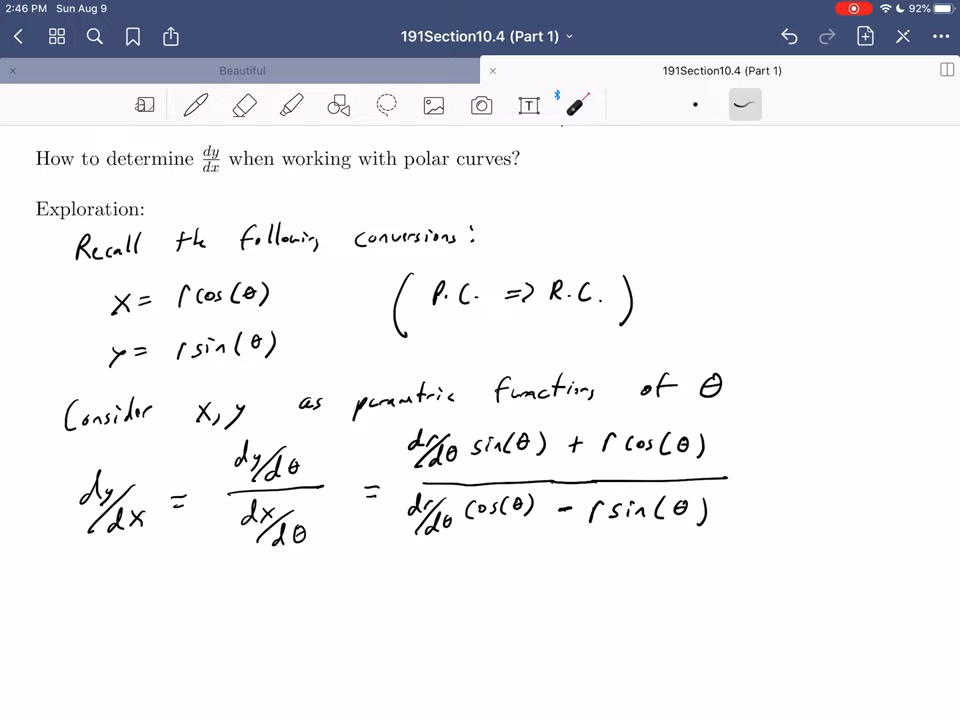 2:46 PM Sun Aug 9
92%
191Section10.4 (Part 1)
Beautiful
191Section10.4 (Part 1)
T
How to determine dy/dx when working with polar curves?
Exploration:
Recall the following conversions:
x = r cos(θ) (P.C. => R.C.)
y = r sin(θ)
Consider x, y as parametric functions of θ
dy/dx = (dy/dθ)/(dx/dθ) = (dr/dθ sin(θ) + r cos(θ))/(dr/dθ cos(θ) - r sin(θ))